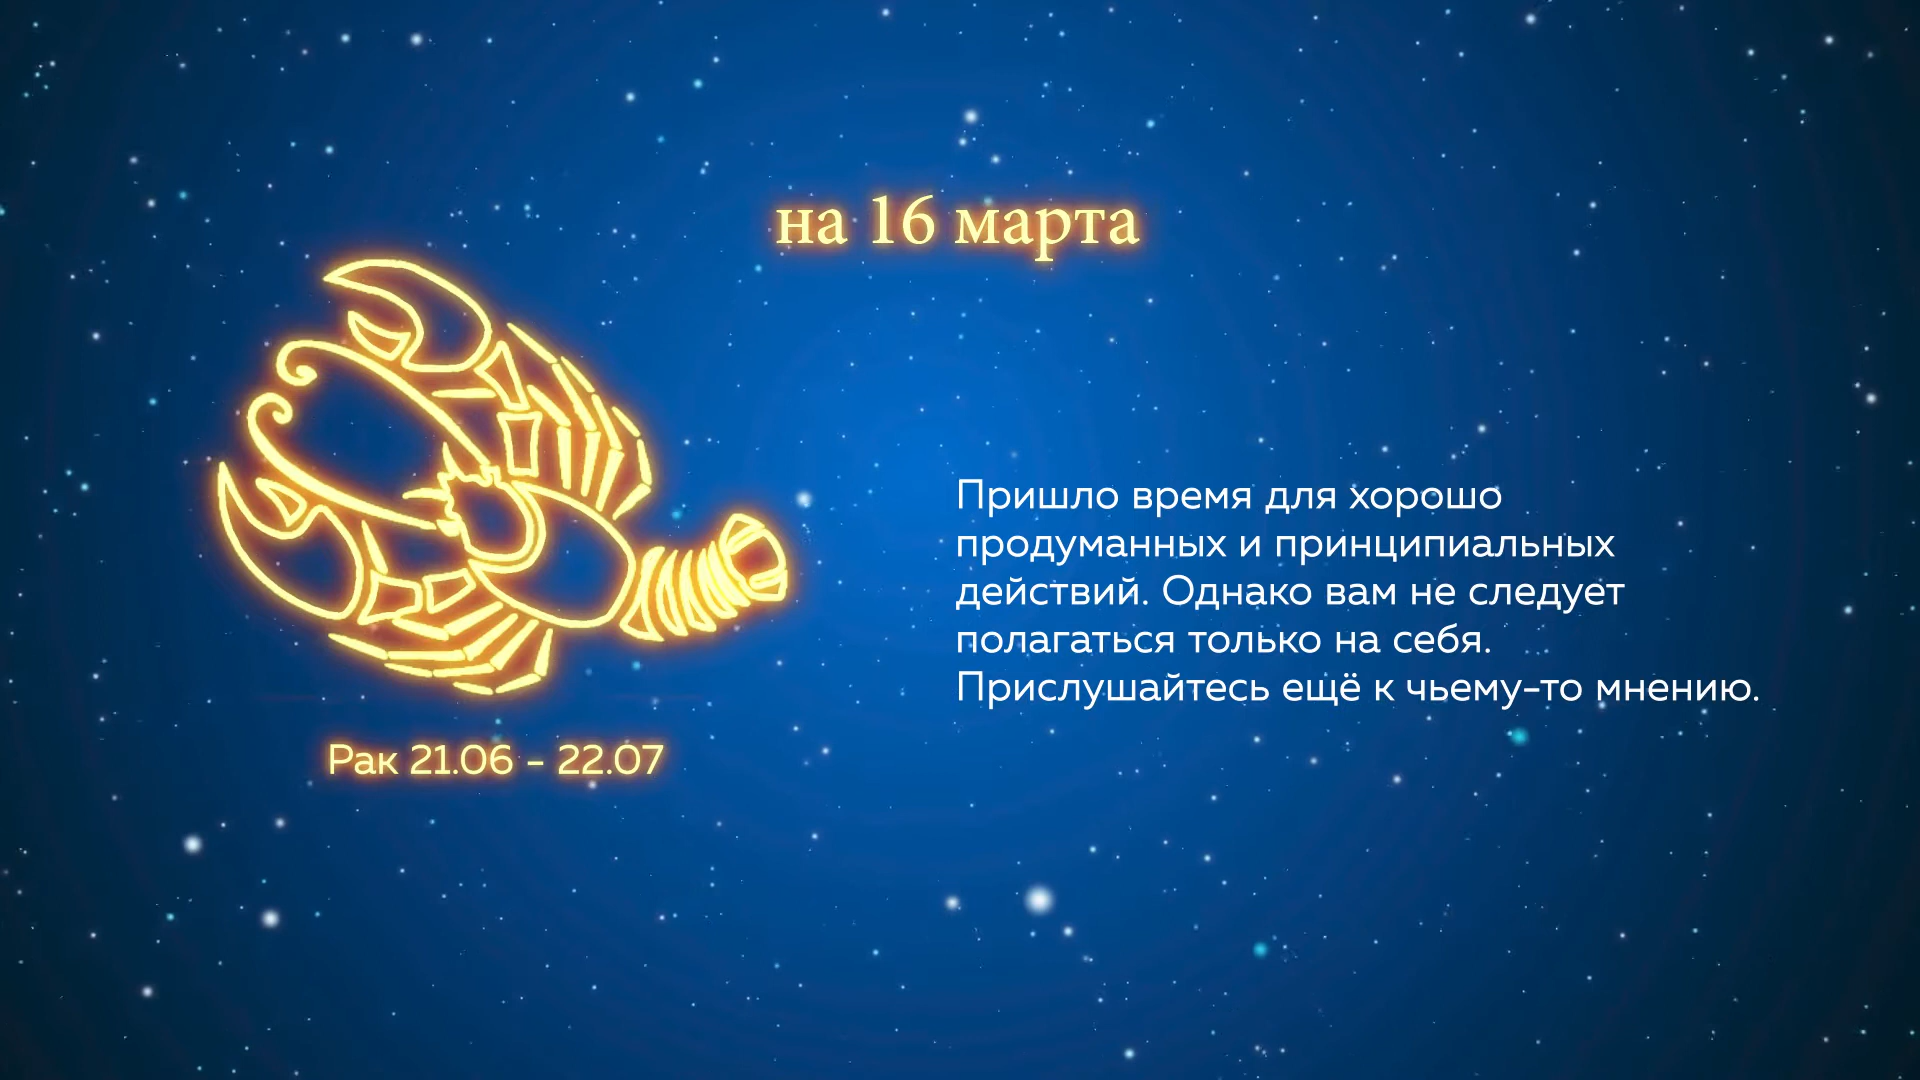 на 16 марта
Пришло время для хорошо
продуманных и принципиальных
действий. Однако вам не следует
полагаться только на себя.
Прислушайтесь ещё к чьему-то мнению.
Рак 21.06 - 22.07